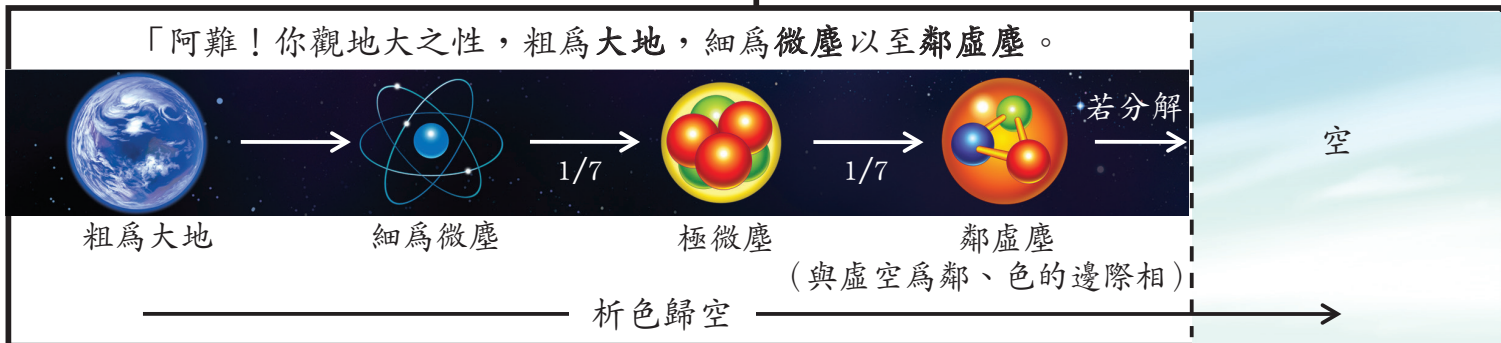 「阿難！你觀地大之性，粗爲大地，細爲微塵以至鄰虛塵。
1/7
1/7
若分解
空
粗爲大地
細爲微塵
極微塵
鄰虛塵
（與虛空爲鄰、色的邊際相）
析色歸空